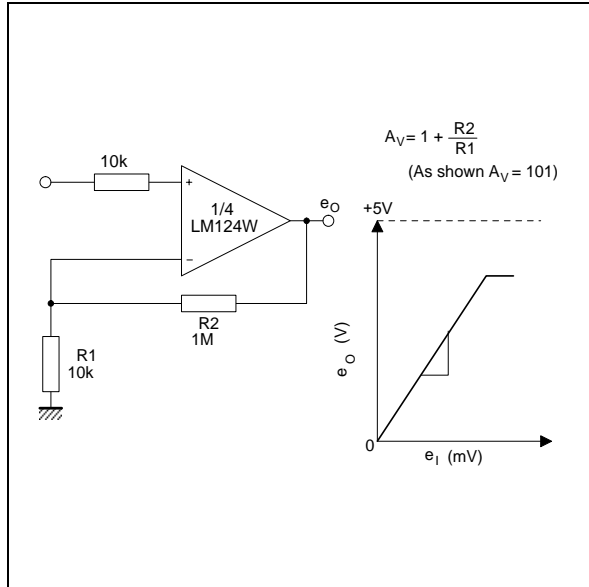 A_V = 1 + R2/R1
(As shown A_V = 101)
10k
+
1/4
LM124W
-
e_O
R2
1M
R1
10k
+5V
e_O (V)
0
e_I (mV)